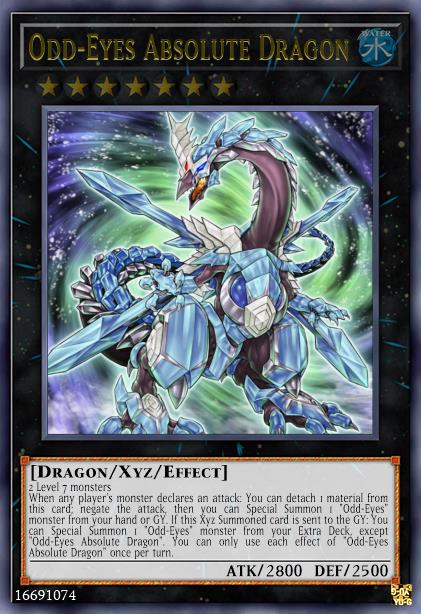 ODD-EYES ABSOLUTE DRAGON
WATER
水
[DRAGON/XYZ/EFFECT]
2 Level 7 monsters
When any player's monster declares an attack: You can detach 1 material from
this card; negate the attack, then you can Special Summon 1 "Odd-Eyes"
monster from your hand or GY. If this Xyz Summoned card is sent to the GY: You
can Special Summon 1 "Odd-Eyes" monster from your Extra Deck, except
"Odd-Eyes Absolute Dragon". You can only use each effect of "Odd-Eyes
Absolute Dragon" once per turn.
ATK/2800 DEF/2500
16691074